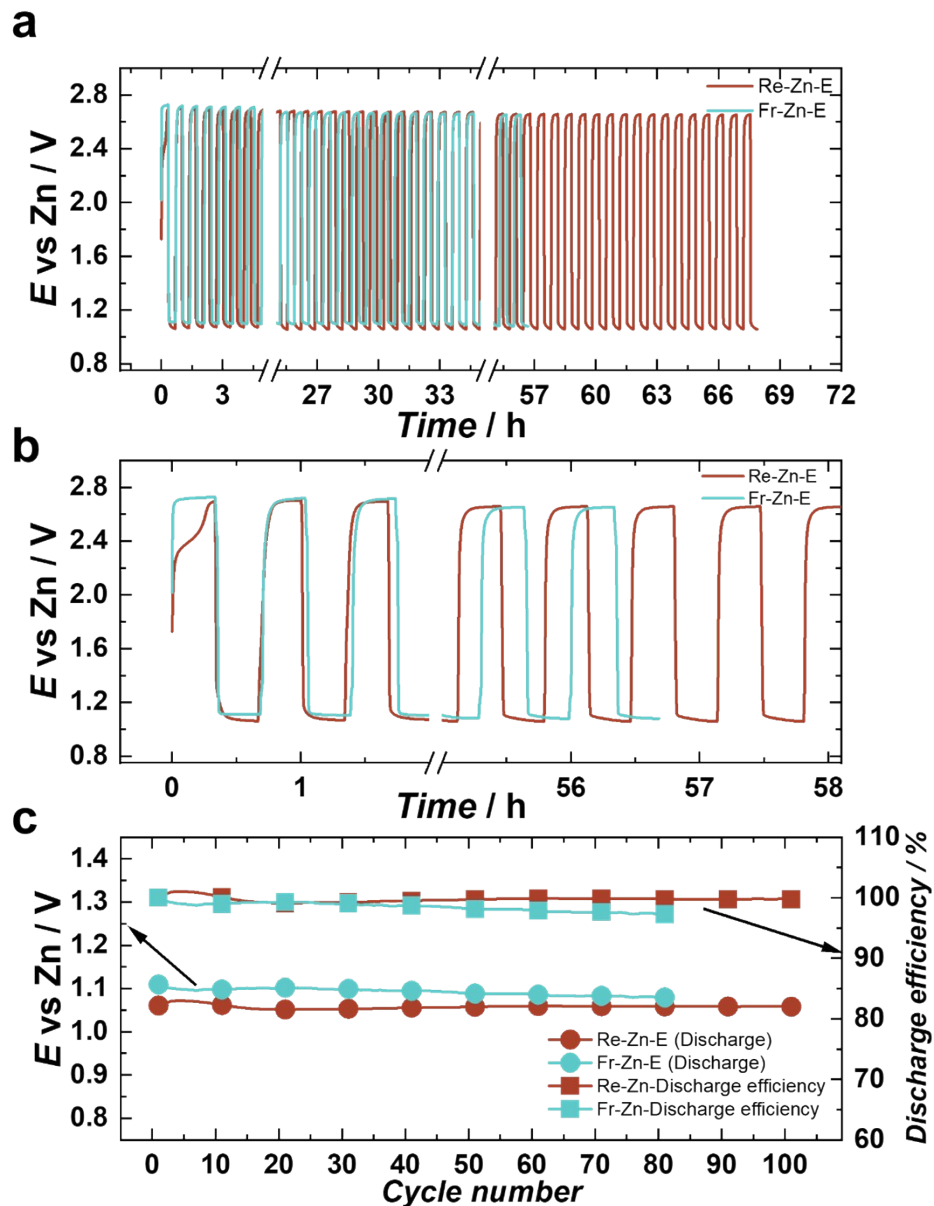 a
2.8
2.4
2.0
1.6
1.2
0.8
E vs Zn / V
Re-Zn-E
Fr-Zn-E
0 3 27 30 33 57 60 63 66 69 72
Time / h
b
2.8
2.4
2.0
1.6
1.2
0.8
E vs Zn / V
Re-Zn-E
Fr-Zn-E
0 1 56 57 58
Time / h
c
1.4
1.3
1.2
1.1
1.0
0.9
0.8
E vs Zn / V
110
100
90
80
70
60
Discharge efficiency / %
Re-Zn-E (Discharge)
Fr-Zn-E (Discharge)
Re-Zn-Discharge efficiency
Fr-Zn-Discharge efficiency
0 10 20 30 40 50 60 70 80 90 100
Cycle number